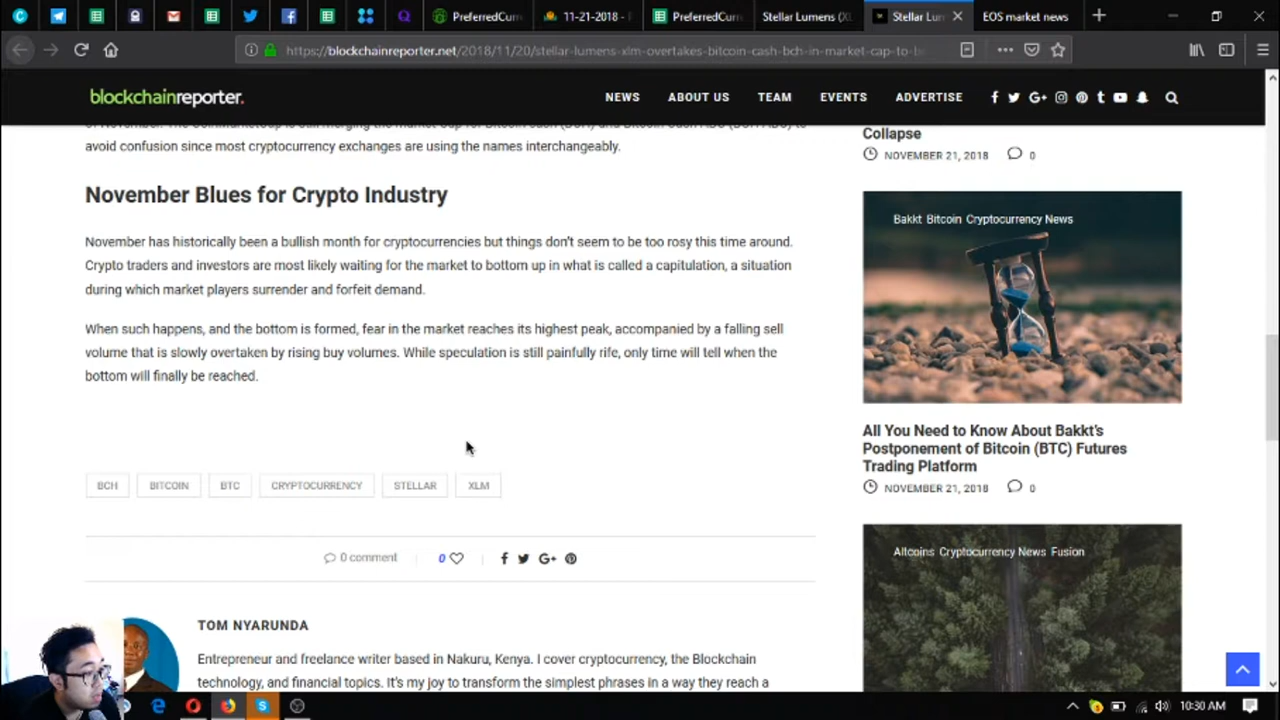 PreferredCurr
11-21-2018 -
PreferredCurr
Stellar Lumens (X
Stellar Lum
EOS market news
https://blockchainreporter.net/2018/11/20/stellar-lumens-xlm-overtakes-bitcoin-cash-bch-in-market-cap-to-b
blockchainreporter.
NEWS
ABOUT US
TEAM
EVENTS
ADVERTISE
avoid confusion since most cryptocurrency exchanges are using the names interchangeably.
November Blues for Crypto Industry
November has historically been a bullish month for cryptocurrencies but things don't seem to be too rosy this time around.
Crypto traders and investors are most likely waiting for the market to bottom up in what is called a capitulation, a situation
during which market players surrender and forfeit demand.
When such happens, and the bottom is formed, fear in the market reaches its highest peak, accompanied by a falling sell
volume that is slowly overtaken by rising buy volumes. While speculation is still painfully rife, only time will tell when the
bottom will finally be reached.
BCH
BITCOIN
BTC
CRYPTOCURRENCY
STELLAR
XLM
0 comment
0
TOM NYARUNDA
Entrepreneur and freelance writer based in Nakuru, Kenya. I cover cryptocurrency, the Blockchain
technology, and financial topics. It's my joy to transform the simplest phrases in a way they reach a
Collapse
NOVEMBER 21, 2018
0
Bakkt Bitcoin Cryptocurrency News
All You Need to Know About Bakkt's
Postponement of Bitcoin (BTC) Futures
Trading Platform
NOVEMBER 21, 2018
0
Altcoins Cryptocurrency News Fusion
10:30 AM